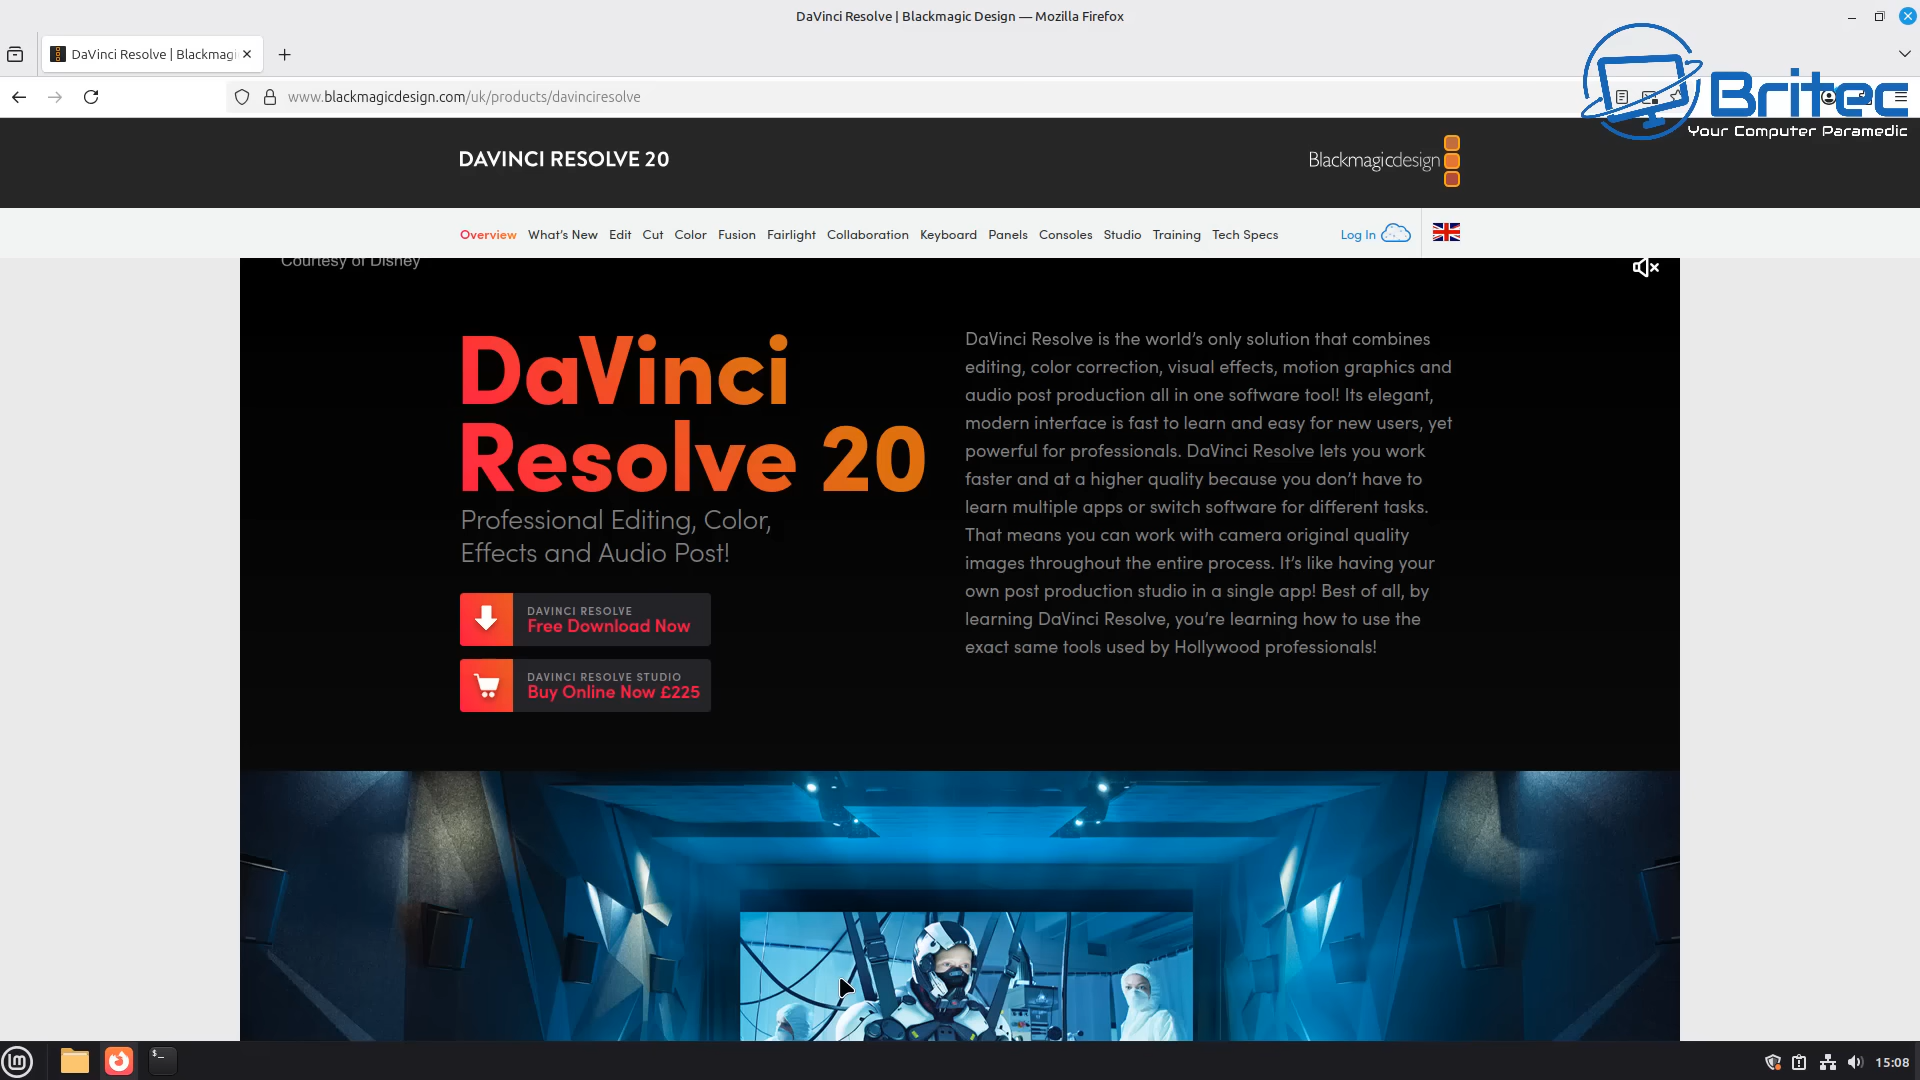 DaVinci Resolve | Blackmagic Design — Mozilla Firefox
DaVinci Resolve | Blackmagi
www.blackmagicdesign.com/uk/products/davinciresolve
Britec
Your Computer Paramedic
DAVINCI RESOLVE 20
Blackmagicdesign
Overview What's New Edit Cut Color Fusion Fairlight Collaboration Keyboard Panels Consoles Studio Training Tech Specs Log In
Courtesy of Disney
DaVinci
Resolve 20
Professional Editing, Color,
Effects and Audio Post!
DAVINCI RESOLVE
Free Download Now
DAVINCI RESOLVE STUDIO
Buy Online Now £225
DaVinci Resolve is the world's only solution that combines
editing, color correction, visual effects, motion graphics and
audio post production all in one software tool! Its elegant,
modern interface is fast to learn and easy for new users, yet
powerful for professionals. DaVinci Resolve lets you work
faster and at a higher quality because you don't have to
learn multiple apps or switch software for different tasks.
That means you can work with camera original quality
images throughout the entire process. It's like having your
own post production studio in a single app! Best of all, by
learning DaVinci Resolve, you're learning how to use the
exact same tools used by Hollywood professionals!
15:08